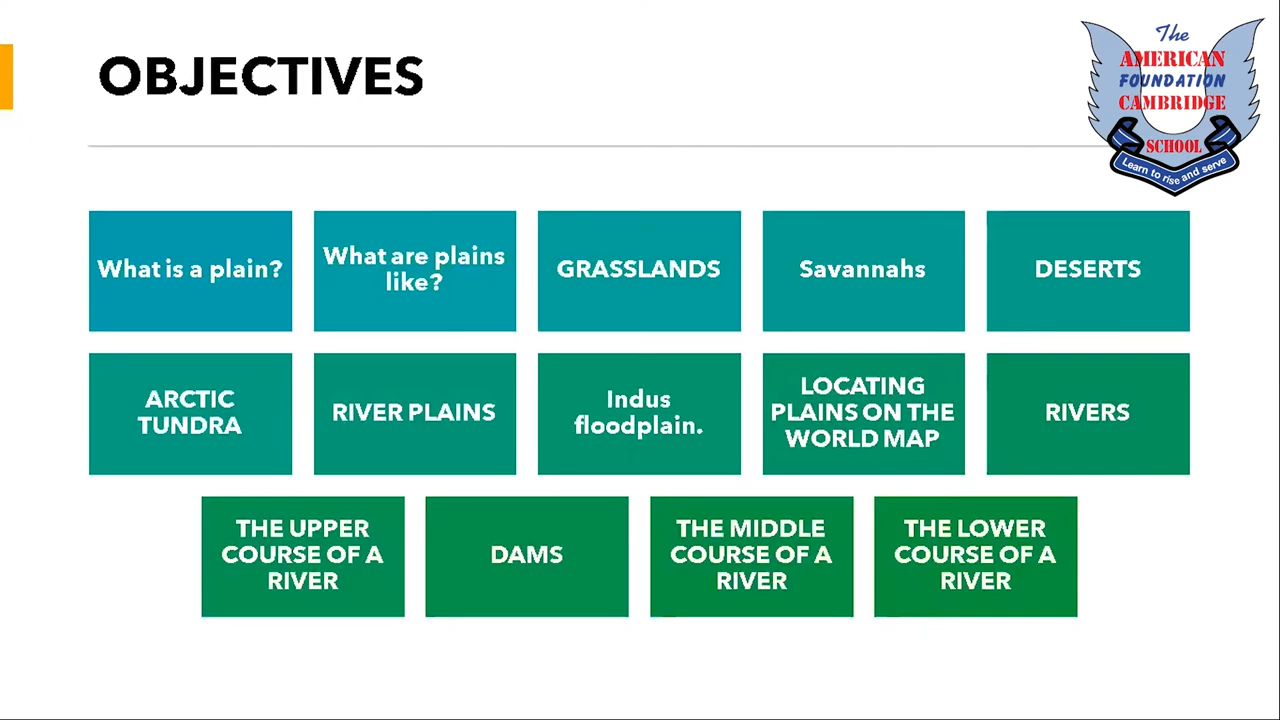 OBJECTIVES
The
AMERICAN
FOUNDATION
CAMBRIDGE
SCHOOL
Learn to rise and serve
What is a plain?
What are plains
like?
GRASSLANDS
Savannahs
DESERTS
ARCTIC
TUNDRA
RIVER PLAINS
Indus
floodplain.
LOCATING
PLAINS ON THE
WORLD MAP
RIVERS
THE UPPER
COURSE OF A
RIVER
DAMS
THE MIDDLE
COURSE OF A
RIVER
THE LOWER
COURSE OF A
RIVER